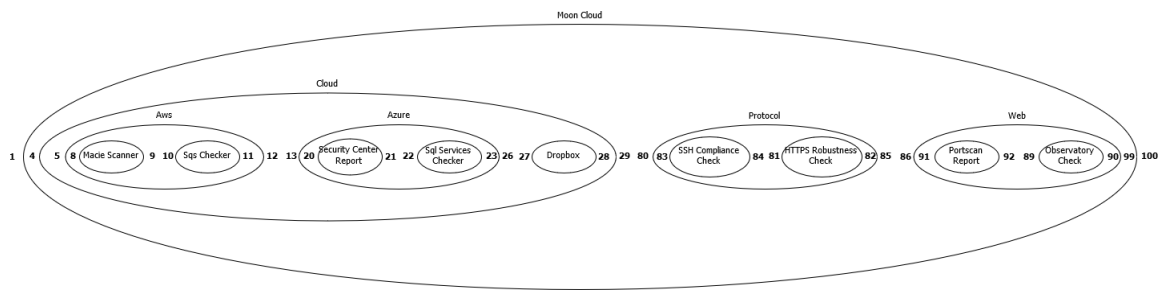 Moon Cloud
Cloud
Aws
Azure
Protocol
Web
1 4 5 8 Macie Scanner 9 10 Sqs Checker 11 12 13 20 Security Center Report 21 22 Sql Services Checker 23 26 27 Dropbox 28 29 80 83 SSH Compliance Check 84 81 HTTPS Robustness Check 82 85 86 91 Portscan Report 92 89 Observatory Check 90 99 100